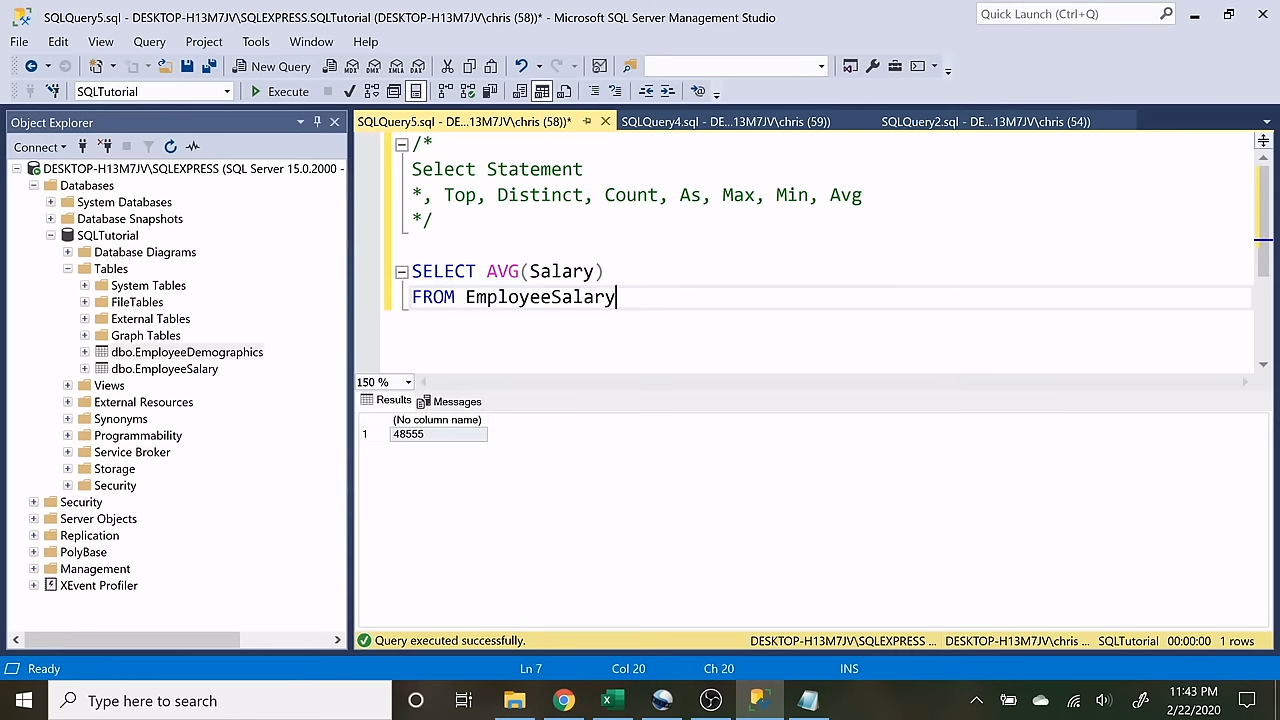 SQLQuery5.sql - DESKTOP-H13M7JV\SQLEXPRESS.SQLTutorial (DESKTOP-H13M7JV\chris (58))* - Microsoft SQL Server Management Studio
Quick Launch (Ctrl+Q)
File Edit View Query Project Tools Window Help
New Query
MDX DMX XMLA DAX
SQLTutorial
Execute
Object Explorer
SQLQuery5.sql - DE...13M7JV\chris (58))*
SQLQuery4.sql - DE...13M7JV\chris (59))
SQLQuery2.sql - DE...13M7JV\chris (54))
Connect
DESKTOP-H13M7JV\SQLEXPRESS (SQL Server 15.0.2000 -
Databases
System Databases
Database Snapshots
SQLTutorial
Database Diagrams
Tables
System Tables
FileTables
External Tables
Graph Tables
dbo.EmployeeDemographics
dbo.EmployeeSalary
Views
External Resources
Synonyms
Programmability
Service Broker
Storage
Security
Security
Server Objects
Replication
PolyBase
Management
XEvent Profiler
/*
Select Statement
*, Top, Distinct, Count, As, Max, Min, Avg
*/
SELECT AVG(Salary)
FROM EmployeeSalary
150 %
Results Messages
(No column name)
1 48555
Query executed successfully.
DESKTOP-H13M7JV\SQLEXPRESS ... DESKTOP-H13M7JV\chris ... SQLTutorial 00:00:00 1 rows
Ready Ln 7 Col 20 Ch 20 INS
Type here to search
11:43 PM
2/22/2020